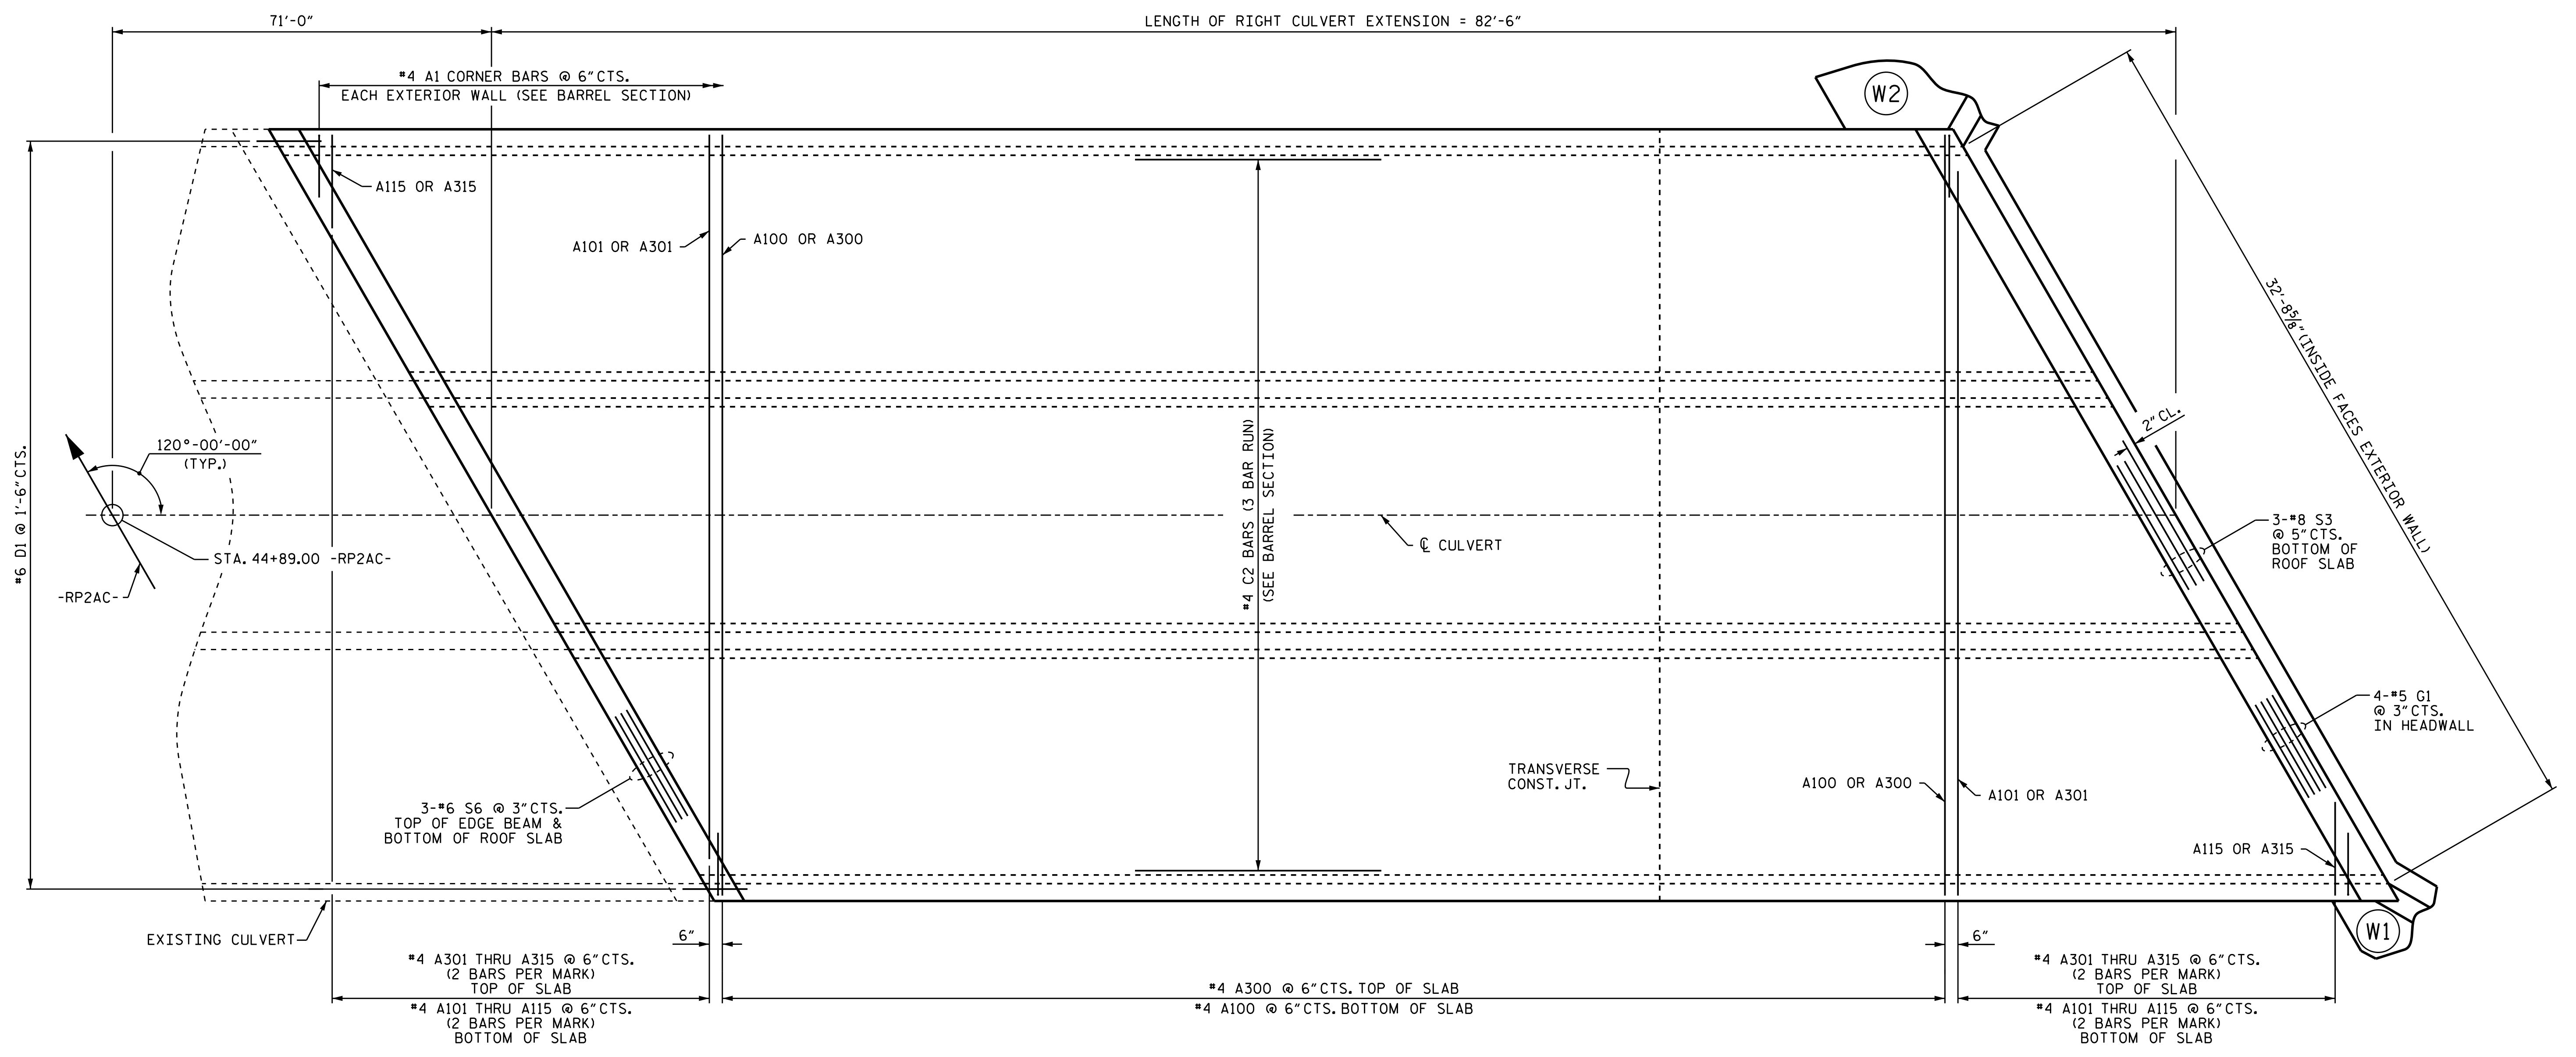 71'-0"
LENGTH OF RIGHT CULVERT EXTENSION = 82'-6"
#4 A1 CORNER BARS @ 6"CTS.
EACH EXTERIOR WALL (SEE BARREL SECTION)
W2
A115 OR A315
A101 OR A301
A100 OR A300
32'-8⅝"(INSIDE FACES EXTERIOR WALL)
2"CL.
#6 D1 @ 1'-6"CTS.
120°-00'-00"
(TYP.)
STA. 44+89.00 -RP2AC-
-RP2AC-
#4 C2 BARS (3 BAR RUN)
(SEE BARREL SECTION)
℄ CULVERT
3-#8 S3
@ 5"CTS.
BOTTOM OF
ROOF SLAB
4-#5 G1
@ 3"CTS.
IN HEADWALL
TRANSVERSE
CONST. JT.
A100 OR A300
A101 OR A301
3-#6 S6 @ 3"CTS.
TOP OF EDGE BEAM &
BOTTOM OF ROOF SLAB
A115 OR A315
EXISTING CULVERT
6"
6"
W1
#4 A301 THRU A315 @ 6"CTS.
(2 BARS PER MARK)
TOP OF SLAB
#4 A101 THRU A115 @ 6"CTS.
(2 BARS PER MARK)
BOTTOM OF SLAB
#4 A300 @ 6"CTS. TOP OF SLAB
#4 A100 @ 6"CTS. BOTTOM OF SLAB
#4 A301 THRU A315 @ 6"CTS.
(2 BARS PER MARK)
TOP OF SLAB
#4 A101 THRU A115 @ 6"CTS.
(2 BARS PER MARK)
BOTTOM OF SLAB